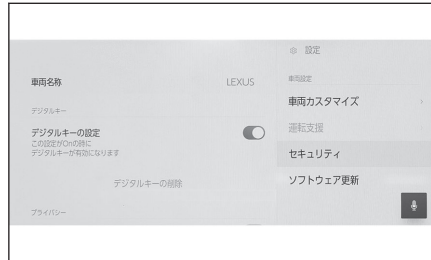 車両名称 LEXUS
デジタルキー
デジタルキーの設定
この設定がOnの時に
デジタルキーが有効になります
デジタルキーの削除
プライバシー
設定
車両設定
車両カスタマイズ
運転支援
セキュリティ
ソフトウェア更新